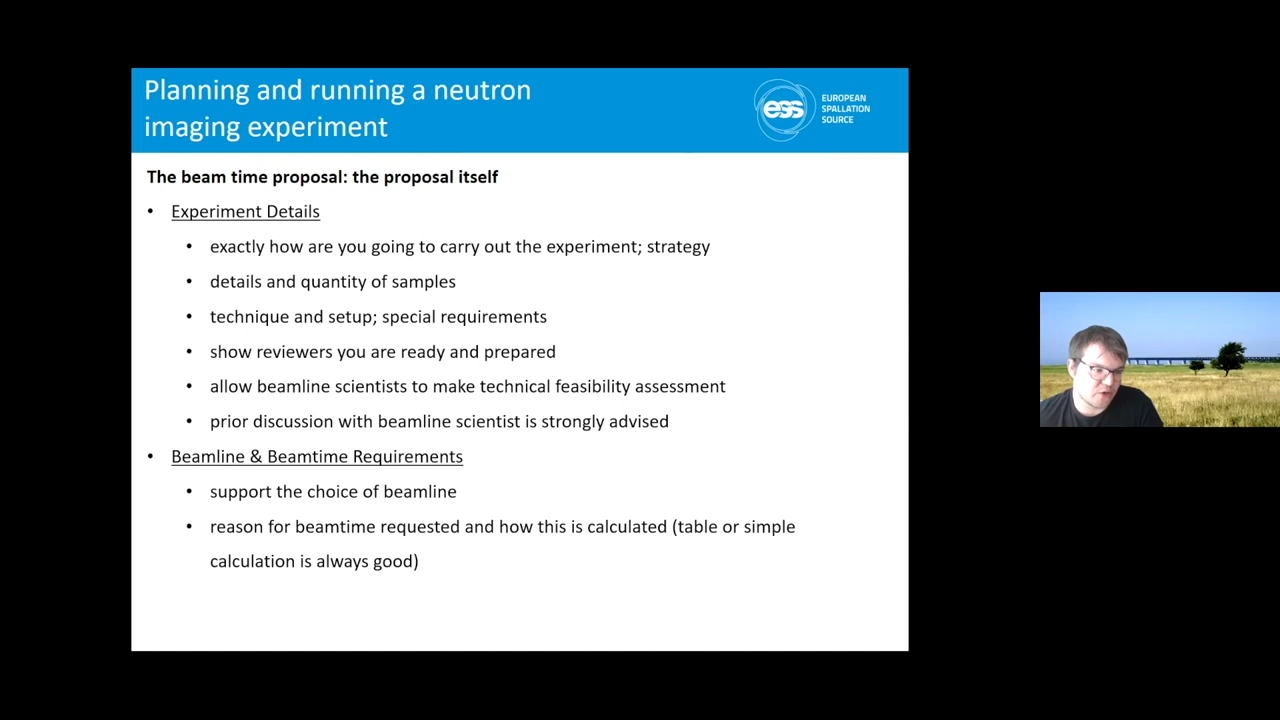 Planning and running a neutron
imaging experiment
ess
EUROPEAN
SPALLATION
SOURCE
The beam time proposal: the proposal itself
• Experiment Details
• exactly how are you going to carry out the experiment; strategy
• details and quantity of samples
• technique and setup; special requirements
• show reviewers you are ready and prepared
• allow beamline scientists to make technical feasibility assessment
• prior discussion with beamline scientist is strongly advised
• Beamline & Beamtime Requirements
• support the choice of beamline
• reason for beamtime requested and how this is calculated (table or simple
calculation is always good)